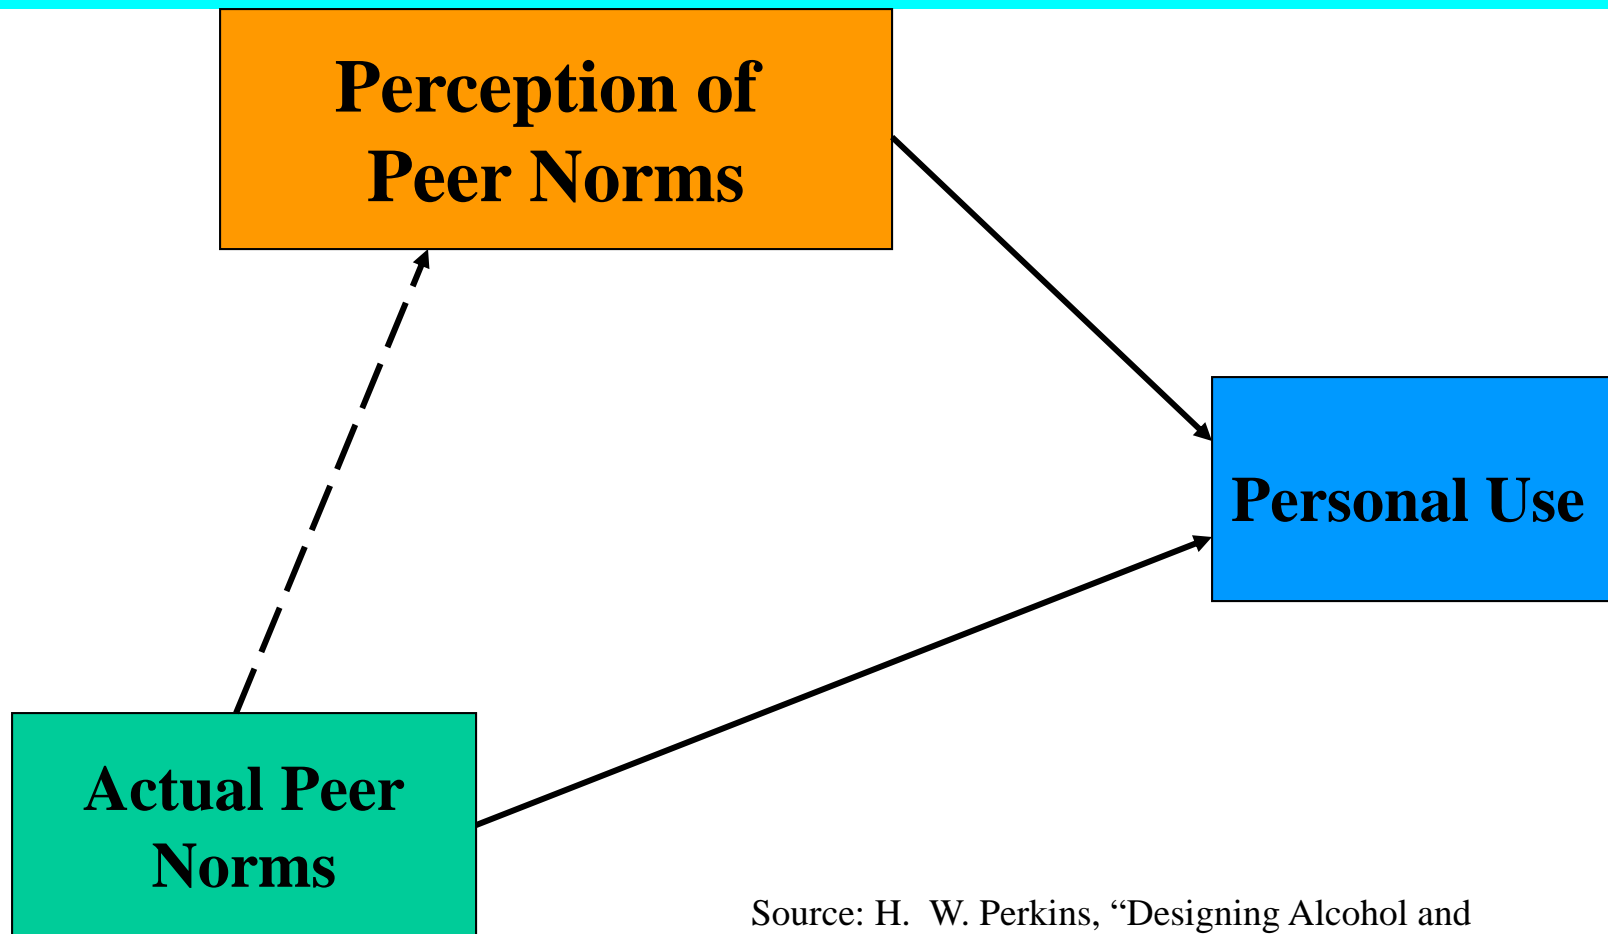 Perception of
Peer Norms
Personal Use
Actual Peer
Norms
Source: H. W. Perkins, “Designing Alcohol and